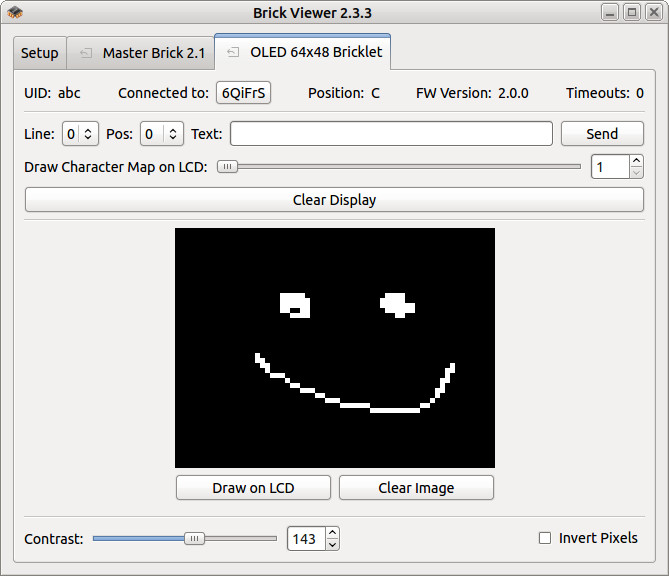 Brick Viewer 2.3.3
Setup Master Brick 2.1 OLED 64x48 Bricklet
UID: abc Connected to: 6QiFrS Position: C FW Version: 2.0.0 Timeouts: 0
Line: 0 Pos: 0 Text: Send
Draw Character Map on LCD: 1
Clear Display
Draw on LCD Clear Image
Contrast: 143 Invert Pixels